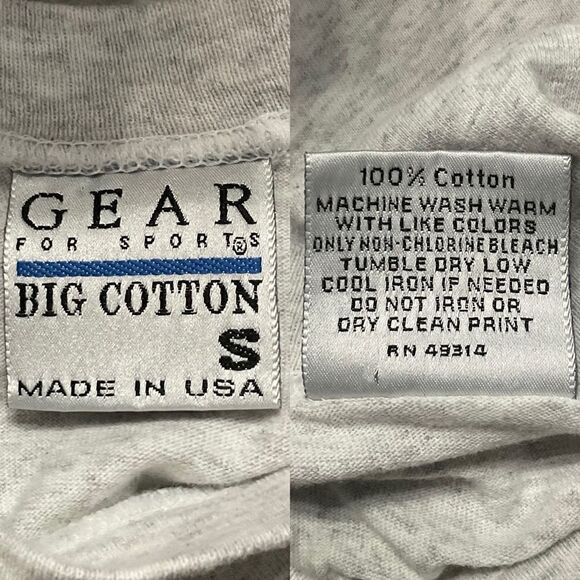 GEAR
FOR SPORTS®
BIG COTTON
S
MADE IN USA
100% Cotton
MACHINE WASH WARM
WITH LIKE COLORS
ONLY NON-CHLORINE BLEACH
TUMBLE DRY LOW
COOL IRON IF NEEDED
DO NOT IRON OR
DRY CLEAN PRINT
RN 49314